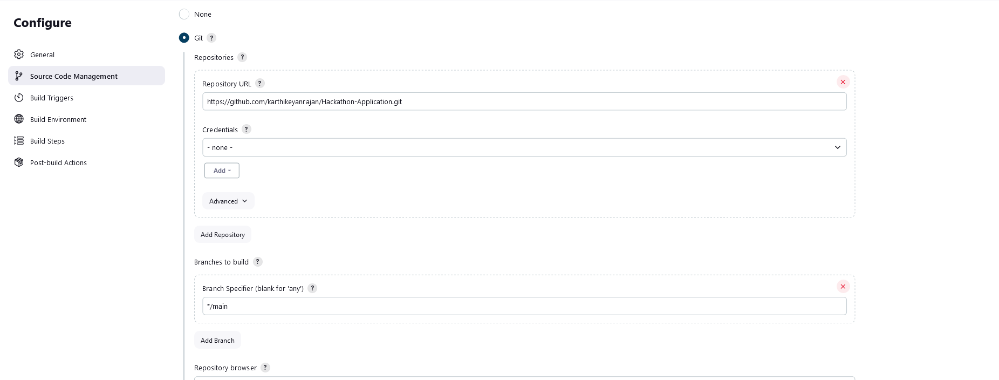 Configure
General
Source Code Management
Build Triggers
Build Environment
Build Steps
Post-build Actions
None
Git ?
Repositories ?
Repository URL ?
https://github.com/karthikeyanrajan/Hackathon-Application.git
Credentials ?
- none -
Add
Advanced
Add Repository
Branches to build ?
Branch Specifier (blank for 'any') ?
*/main
Add Branch
Repository browser ?